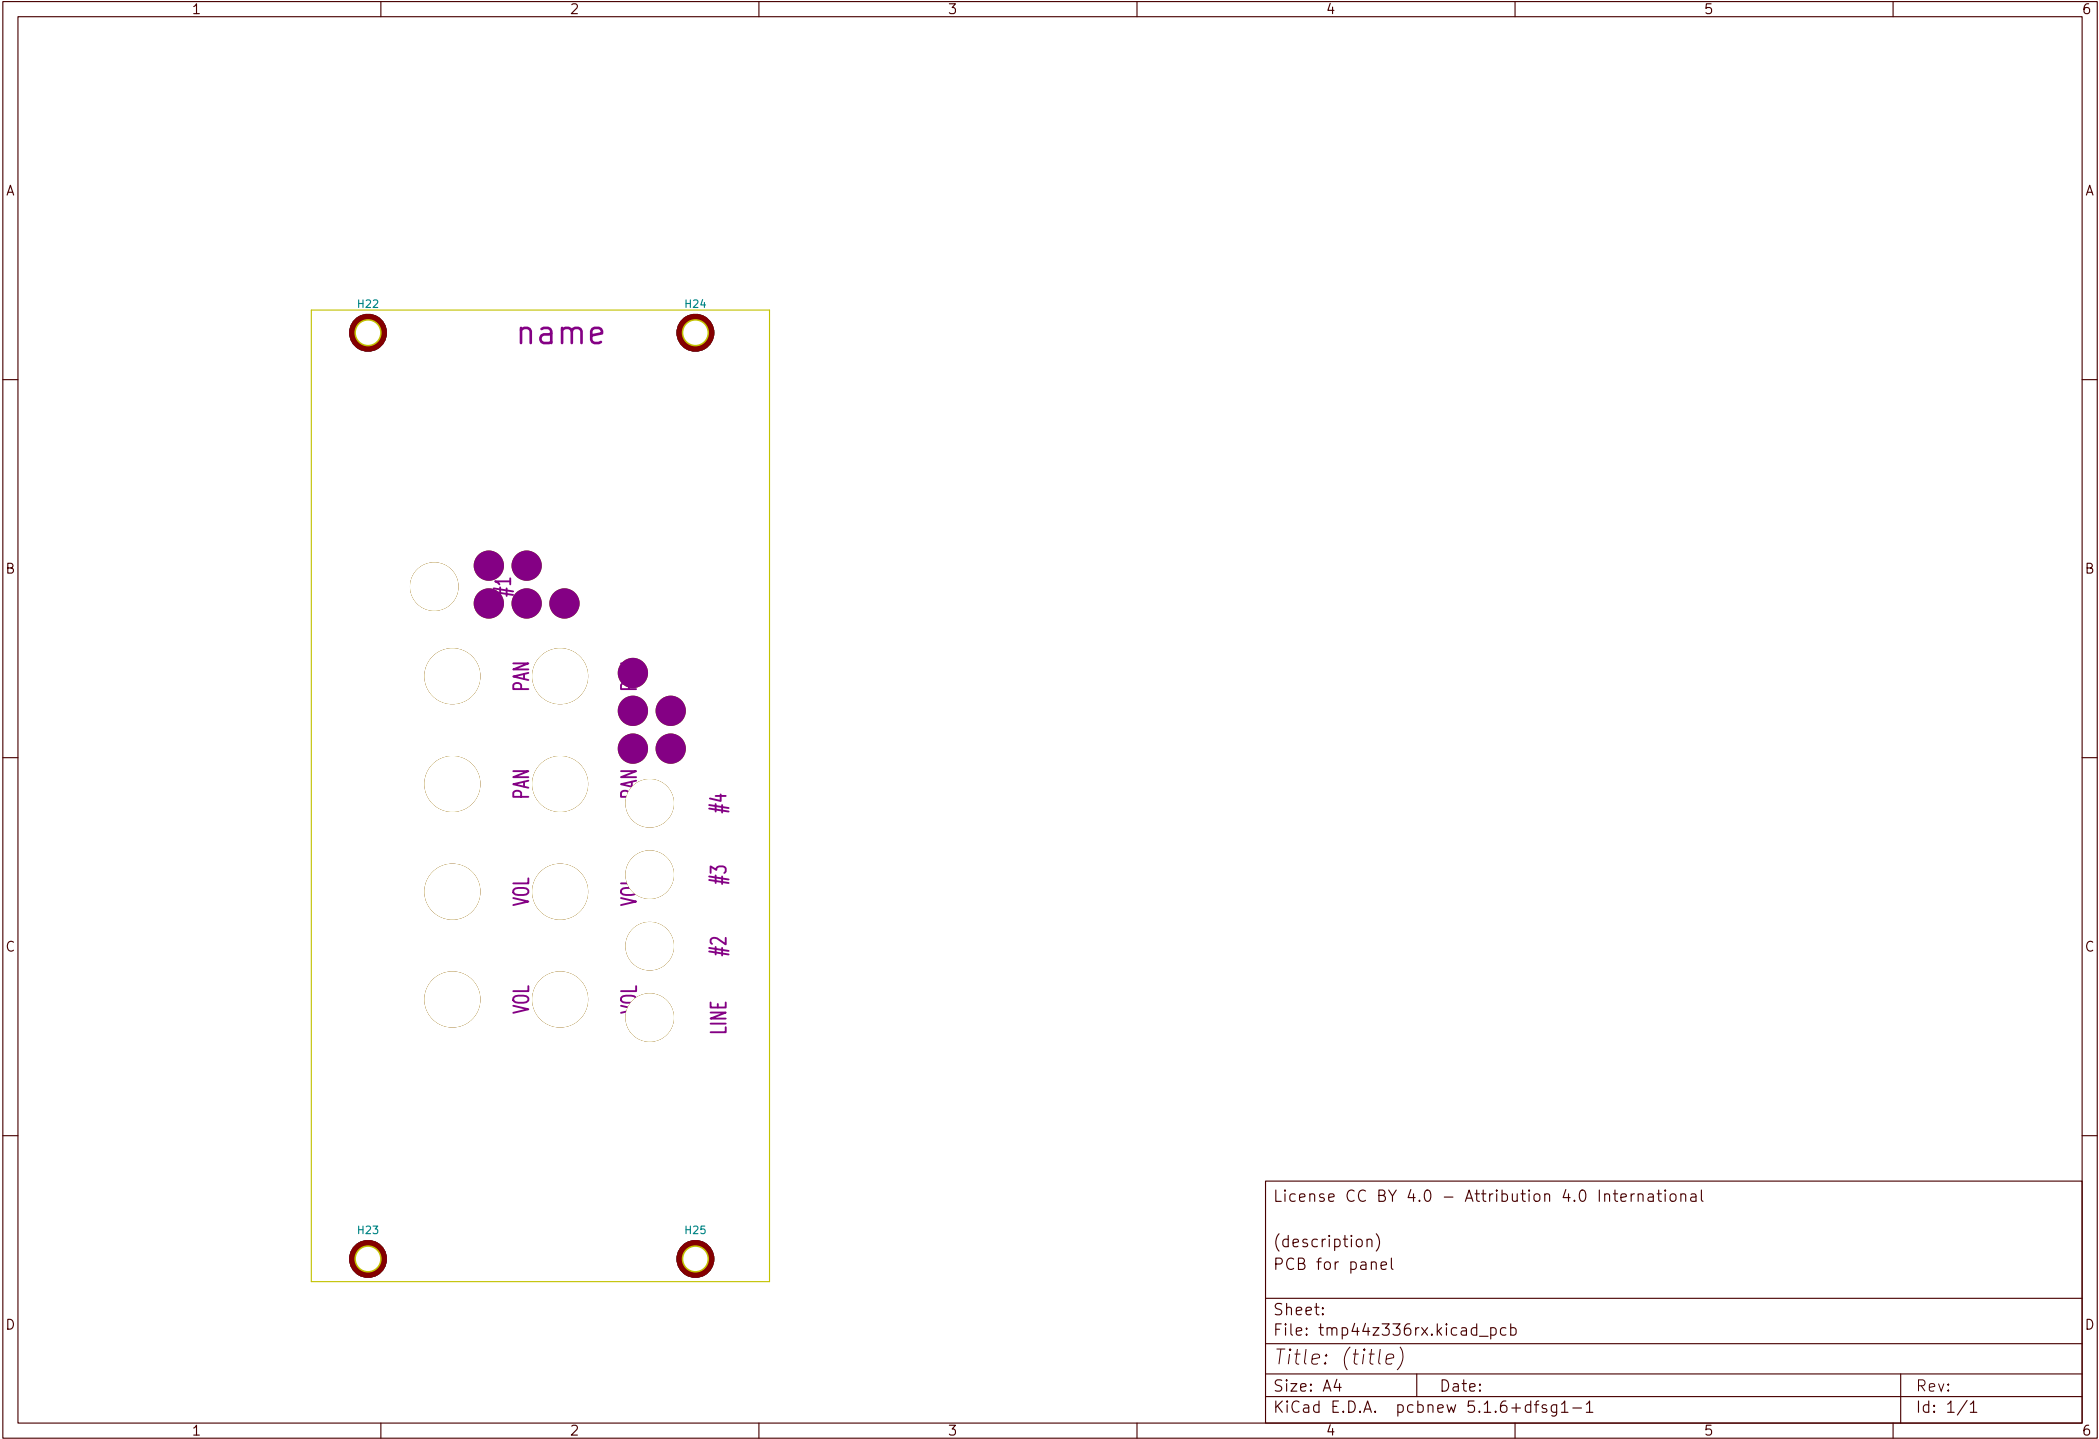 1 2 3 4 5 6
A A
H22 H24
name
B B
#1
PAN
PAN
#4
VOL #3
C C
#2
VOL VOL
LINE
License CC BY 4.0 – Attribution 4.0 International
H23 H25
(description)
PCB for panel
Sheet:
D D
File: tmp44z336rx.kicad_pcb
Title: (title)
Size: A4 Date: Rev:
KiCad E.D.A. pcbnew 5.1.6+dfsg1-1 Id: 1/1
1 2 3 4 5 6